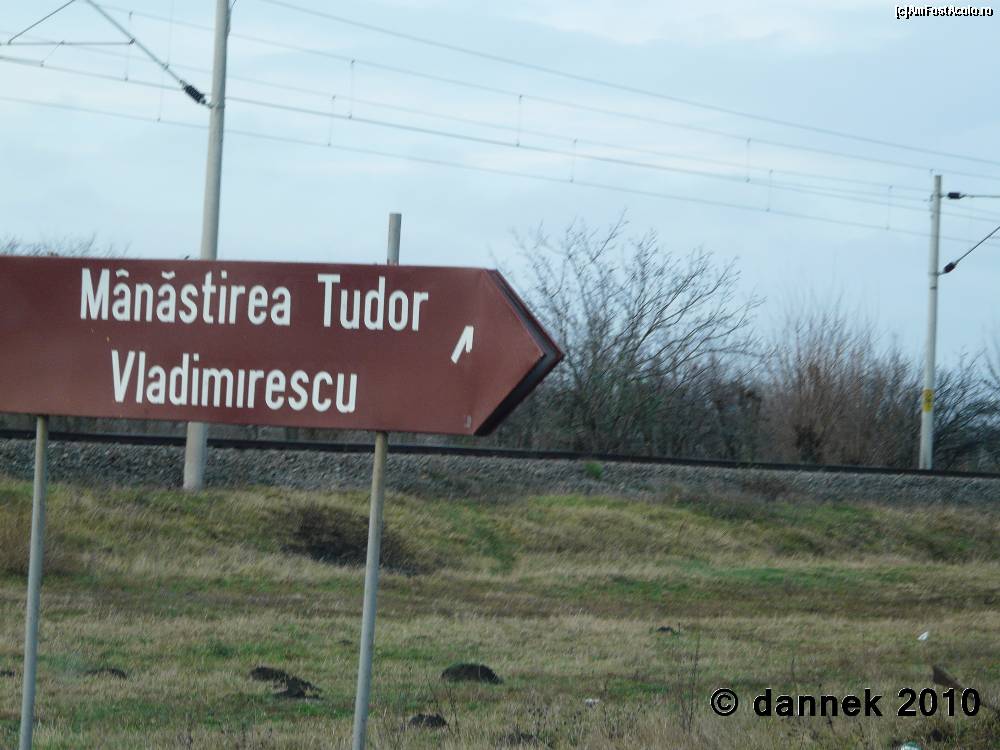 [c]AmFostAcolo.ro
Mânăstirea Tudor
Vladimirescu
© dannek 2010